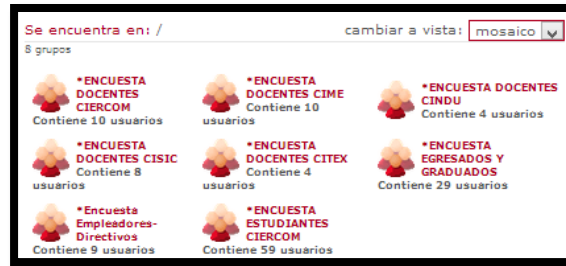 Se encuentra en: /
cambiar a vista: mosaico
8 grupos
*ENCUESTA
DOCENTES
CIERCOM
Contiene 10 usuarios
*ENCUESTA
DOCENTES CIME
Contiene 10
usuarios
*ENCUESTA DOCENTES
CINDU
Contiene 4 usuarios
*ENCUESTA
DOCENTES CISIC
Contiene 8
usuarios
*ENCUESTA
DOCENTES CITEX
Contiene 4
usuarios
*ENCUESTA
EGRESADOS Y
GRADUADOS
Contiene 29 usuarios
*Encuesta
Empleadores-
Directivos
Contiene 9 usuarios
*ENCUESTA
ESTUDIANTES
CIERCOM
Contiene 59 usuarios